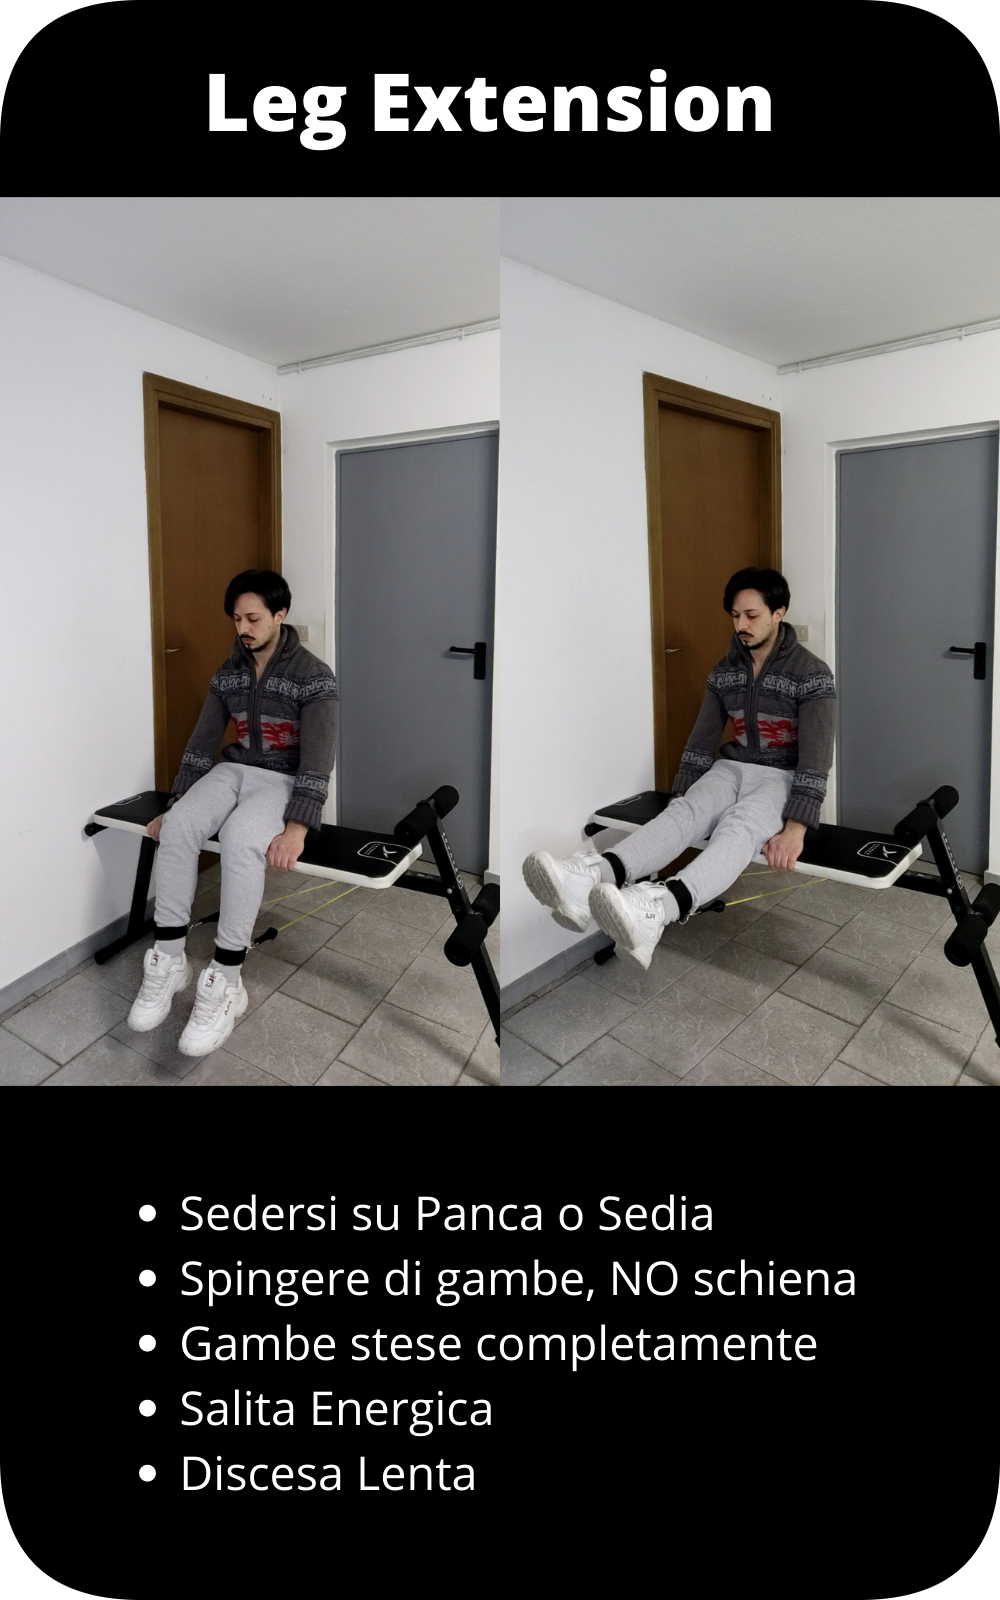 Leg Extension
Sedersi su Panca o Sedia
Spingere di gambe, NO schiena
Gambe stese completamente
Salita Energica
Discesa Lenta